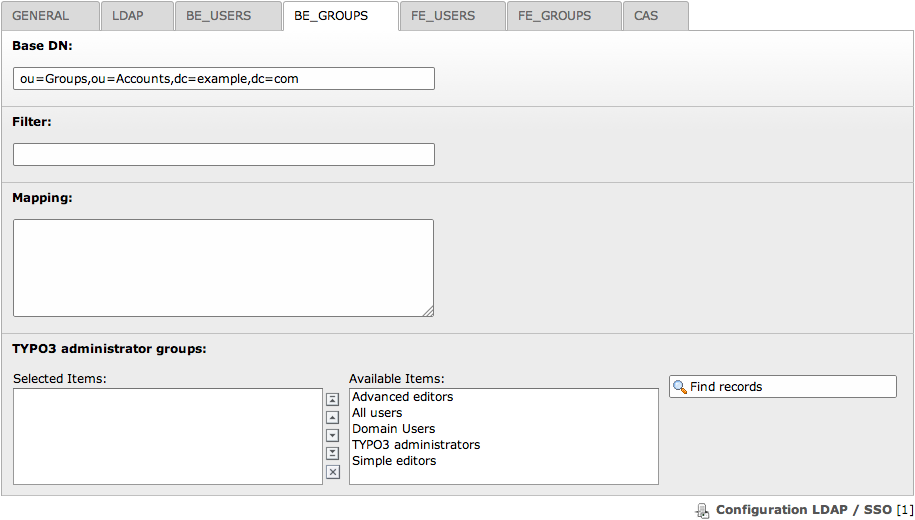 GENERAL LDAP BE_USERS BE_GROUPS FE_USERS FE_GROUPS CAS
Base DN:
ou=Groups,ou=Accounts,dc=example,dc=com
Filter:
Mapping:
TYPO3 administrator groups:
Selected Items: Available Items:
Find records
Advanced editors
All users
Domain Users
TYPO3 administrators
Simple editors
Configuration LDAP / SSO [1]